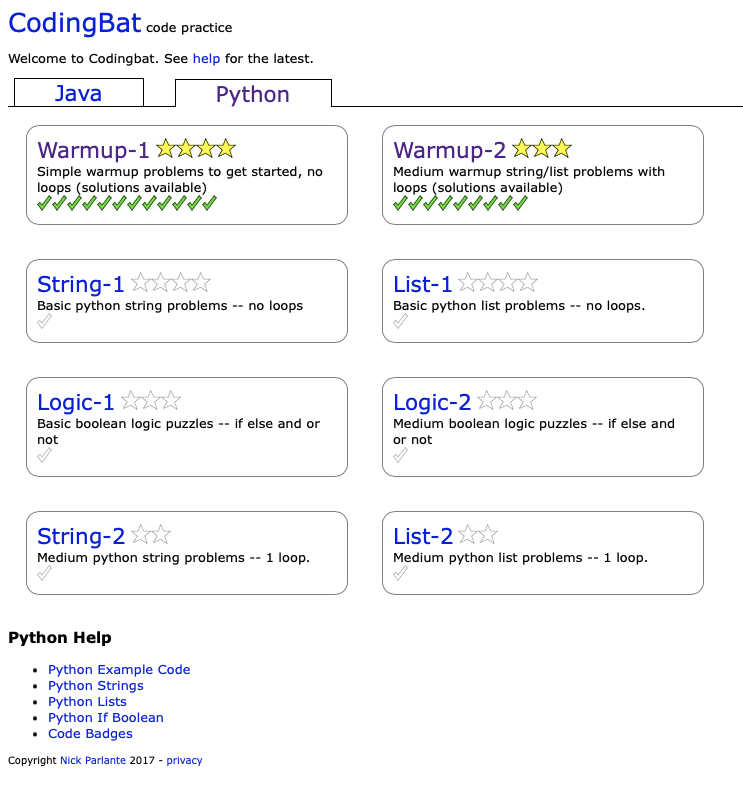 CodingBat code practice
Welcome to Codingbat. See help for the latest.
Java
Python
Warmup-1
Simple warmup problems to get started, no
loops (solutions available)
Warmup-2
Medium warmup string/list problems with
loops (solutions available)
String-1
Basic python string problems -- no loops
List-1
Basic python list problems -- no loops.
Logic-1
Basic boolean logic puzzles -- if else and or
not
Logic-2
Medium boolean logic puzzles -- if else and
or not
String-2
Medium python string problems -- 1 loop.
List-2
Medium python list problems -- 1 loop.
Python Help
Python Example Code
Python Strings
Python Lists
Python If Boolean
Code Badges
Copyright Nick Parlante 2017 - privacy